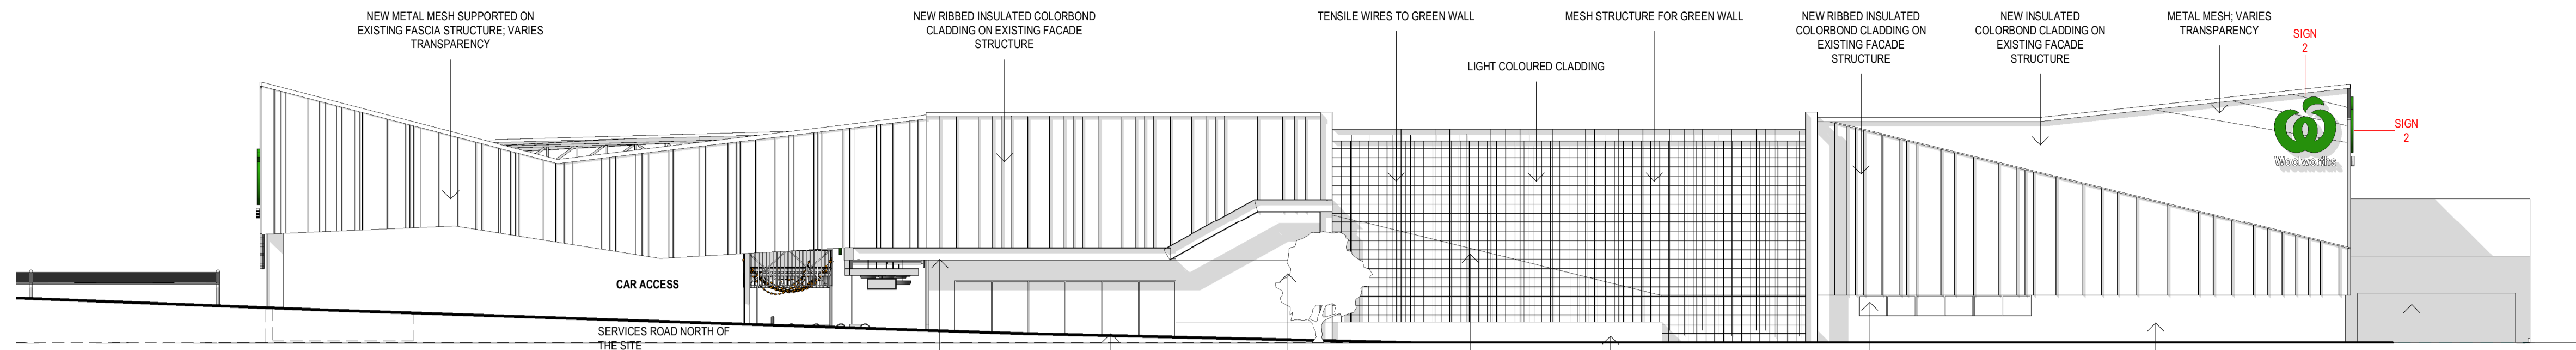 NEW METAL MESH SUPPORTED ON
EXISTING FASCIA STRUCTURE; VARIES
TRANSPARENCY
NEW RIBBED INSULATED COLORBOND
CLADDING ON EXISTING FACADE
STRUCTURE
TENSILE WIRES TO GREEN WALL
LIGHT COLOURED CLADDING
MESH STRUCTURE FOR GREEN WALL
NEW RIBBED INSULATED
COLORBOND CLADDING ON
EXISTING FACADE
STRUCTURE
NEW INSULATED
COLORBOND CLADDING ON
EXISTING FACADE
STRUCTURE
METAL MESH; VARIES
TRANSPARENCY
SIGN
2
SIGN
2
Woolworths
CAR ACCESS
SERVICES ROAD NORTH OF
THE SITE